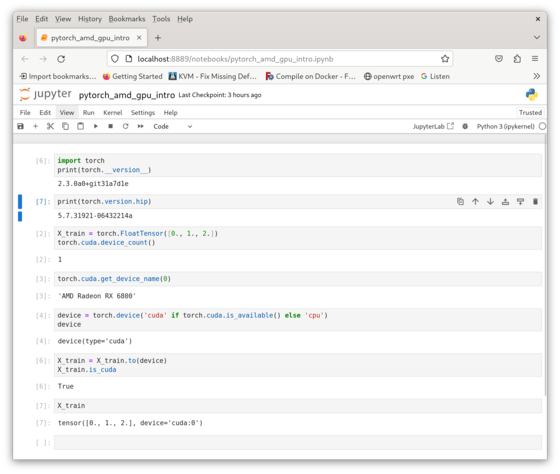 File Edit View History Bookmarks Tools Help
pytorch_amd_gpu_intro
localhost:8889/notebooks/pytorch_amd_gpu_intro.ipynb
Import bookmarks... Getting Started KVM - Fix Missing Def... Compile on Docker - F... openwrt pxe Listen
jupyter pytorch_amd_gpu_intro Last Checkpoint: 3 hours ago
File Edit View Run Kernel Settings Help Trusted
Code JupyterLab Python 3 (ipykernel)
[6]: import torch
print(torch.__version__)
2.3.0a0+git31a7d1e
[7]: print(torch.version.hip)
5.7.31921-06432214a
[2]: X_train = torch.FloatTensor([0., 1., 2.])
torch.cuda.device_count()
[2]: 1
[3]: torch.cuda.get_device_name(0)
[3]: 'AMD Radeon RX 6800'
[4]: device = torch.device('cuda' if torch.cuda.is_available() else 'cpu')
device
[4]: device(type='cuda')
[6]: X_train = X_train.to(device)
X_train.is_cuda
[6]: True
[7]: X_train
[7]: tensor([0., 1., 2.], device='cuda:0')
[ ]: